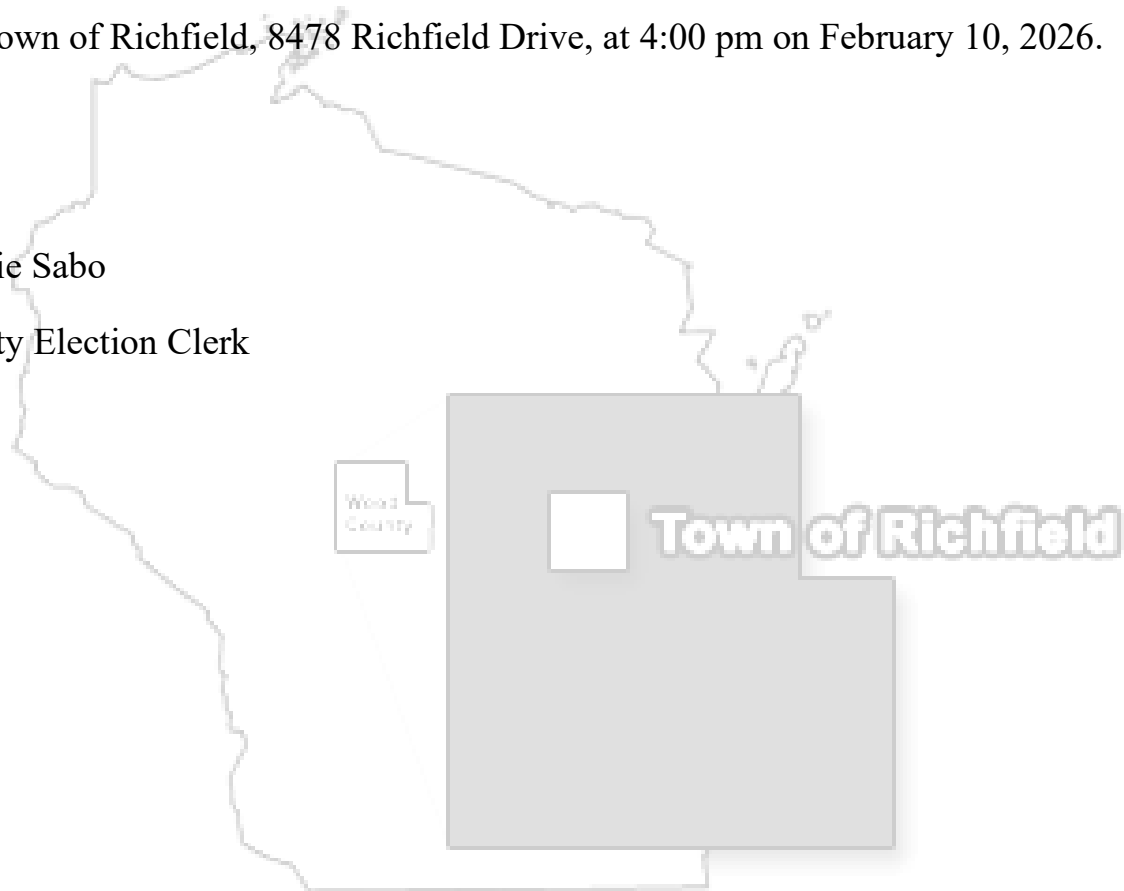 own of Richfield, 8478 Richfield Drive, at 4:00 pm on February 10, 2026.
ie Sabo
ty Election Clerk
Wood
County
Town of Richfield